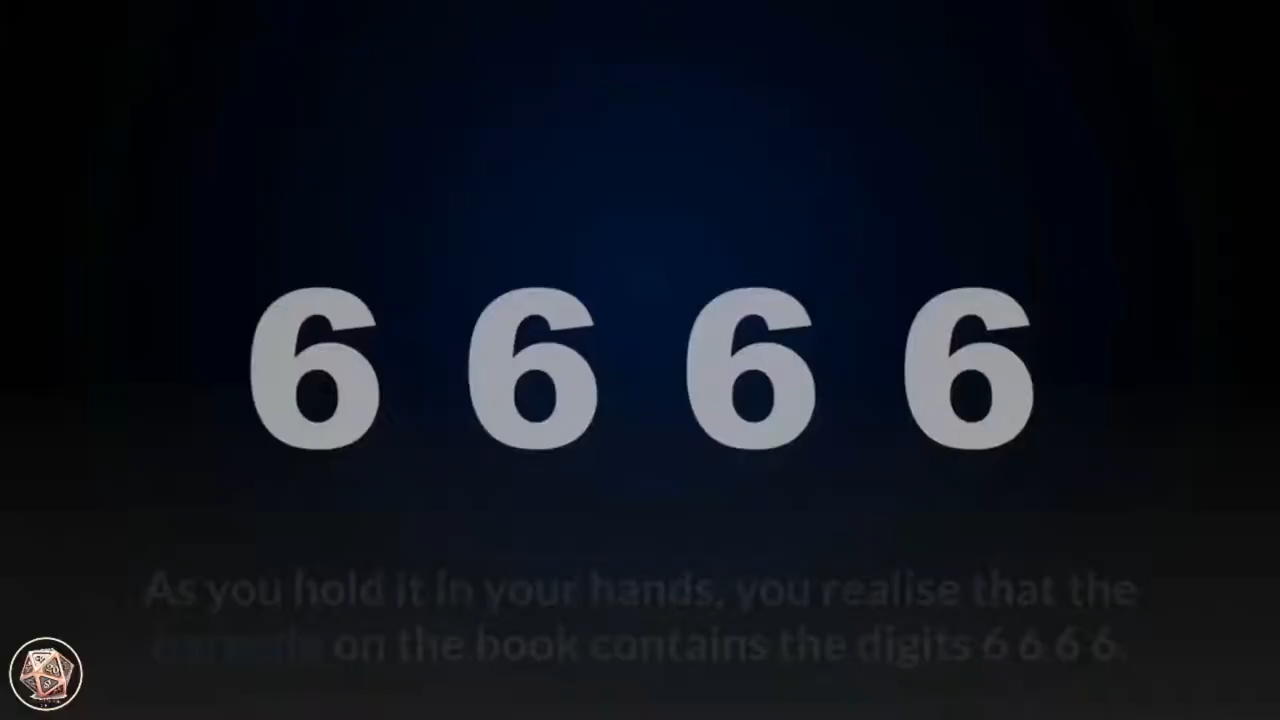 6 6 6 6
As you hold it in your hands, you realise that the
barcode on the book contains the digits 6 6 6 6.